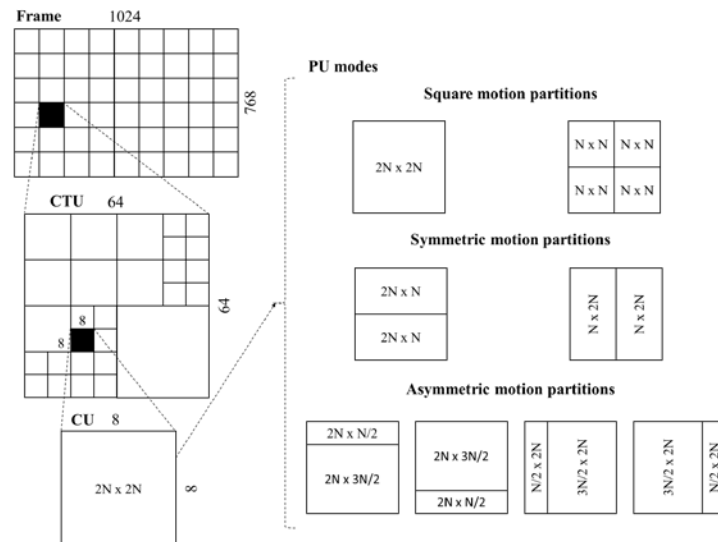 Frame 1024
768
CTU 64
64
8
8
CU 8
2N x 2N
8
PU modes
Square motion partitions
2N x 2N
N x N N x N
N x N N x N
Symmetric motion partitions
2N x N
2N x N
N x 2N N x 2N
Asymmetric motion partitions
2N x N/2
2N x 3N/2
2N x 3N/2
2N x N/2
N/2 x 2N 3N/2 x 2N
3N/2 x 2N N/2 x 2N